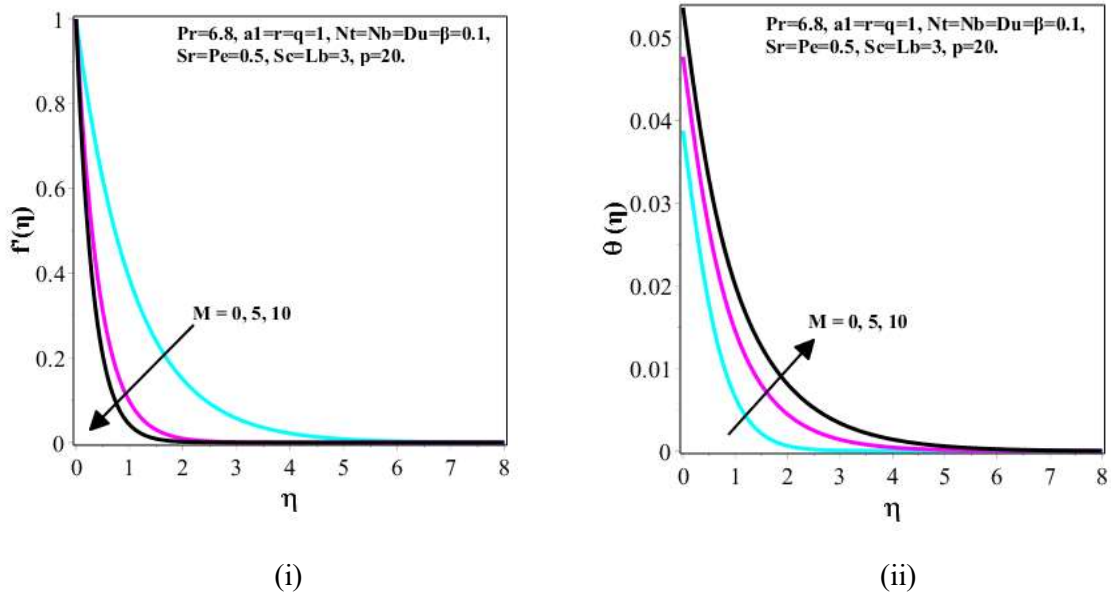 Pr=6.8, a1=r=q=1, Nt=Nb=Du=β=0.1,
Sr=Pe=0.5, Sc=Lb=3, p=20.
1
0.8
0.6
0.4
0.2
0
f'(η)
M = 0, 5, 10
0 1 2 3 4 5 6 7 8
η
(i)
Pr=6.8, a1=r=q=1, Nt=Nb=Du=β=0.1,
Sr=Pe=0.5, Sc=Lb=3, p=20.
0.05
0.04
0.03
0.02
0.01
0
θ (η)
M = 0, 5, 10
0 1 2 3 4 5 6 7 8
η
(ii)